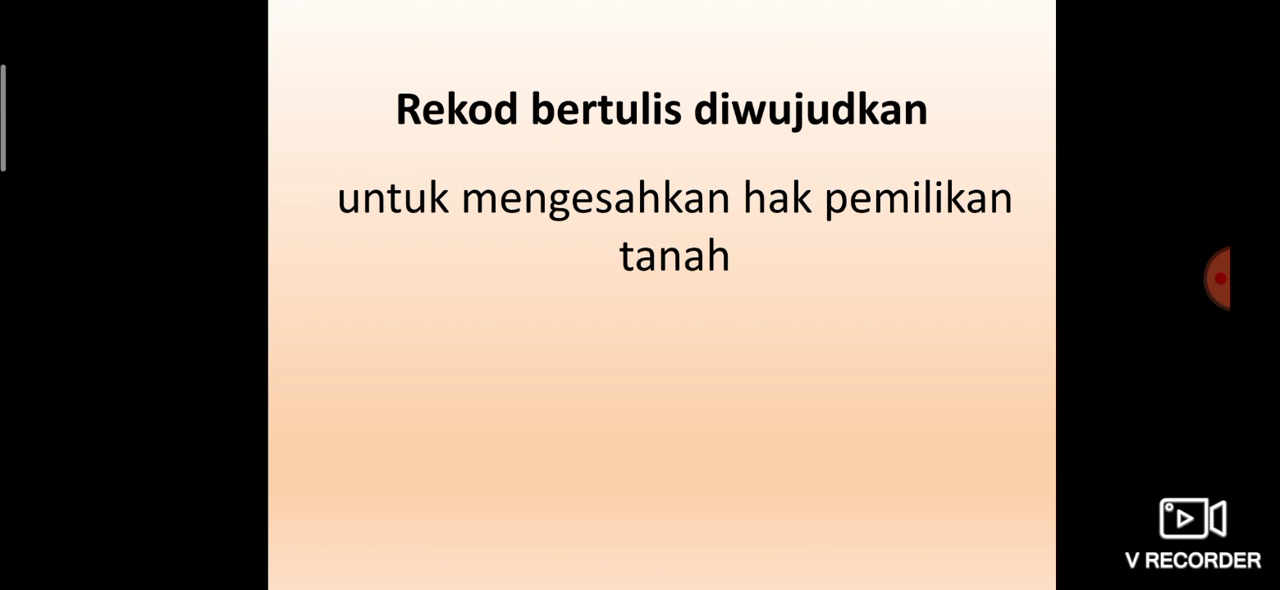 Rekod bertulis diwujudkan
untuk mengesahkan hak pemilikan
tanah
V RECORDER